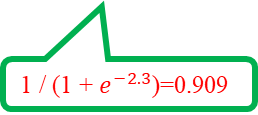 1 / (1 + e⁻²·³)=0.909